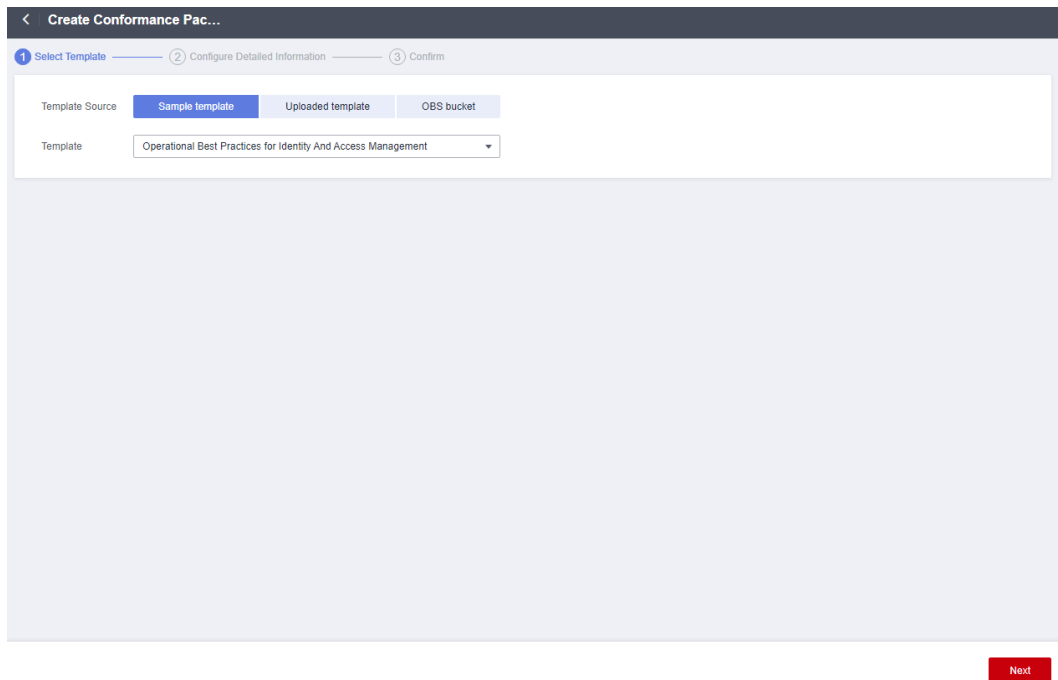 Create Conformance Pac...
1 Select Template 2 Configure Detailed Information 3 Confirm
Template Source Sample template Uploaded template OBS bucket
Template Operational Best Practices for Identity And Access Management
Next